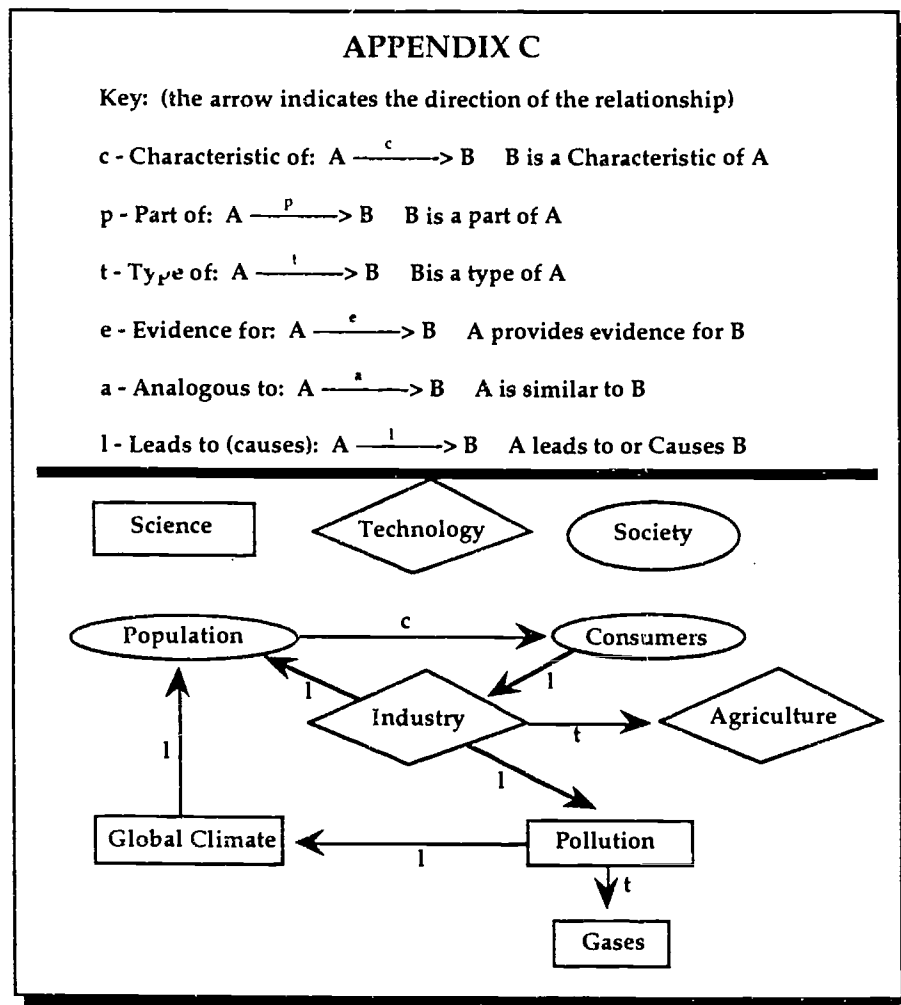 APPENDIX C
Key: (the arrow indicates the direction of the relationship)
c - Characteristic of: A c > B B is a Characteristic of A
p - Part of: A p > B B is a part of A
t - Type of: A t > B Bis a type of A
e - Evidence for: A e > B A provides evidence for B
a - Analogous to: A a > B A is similar to B
l - Leads to (causes): A l > B A leads to or Causes B
Science Technology Society
Population c Consumers
l l
Industry t Agriculture
l l
Global Climate l Pollution
t
Gases